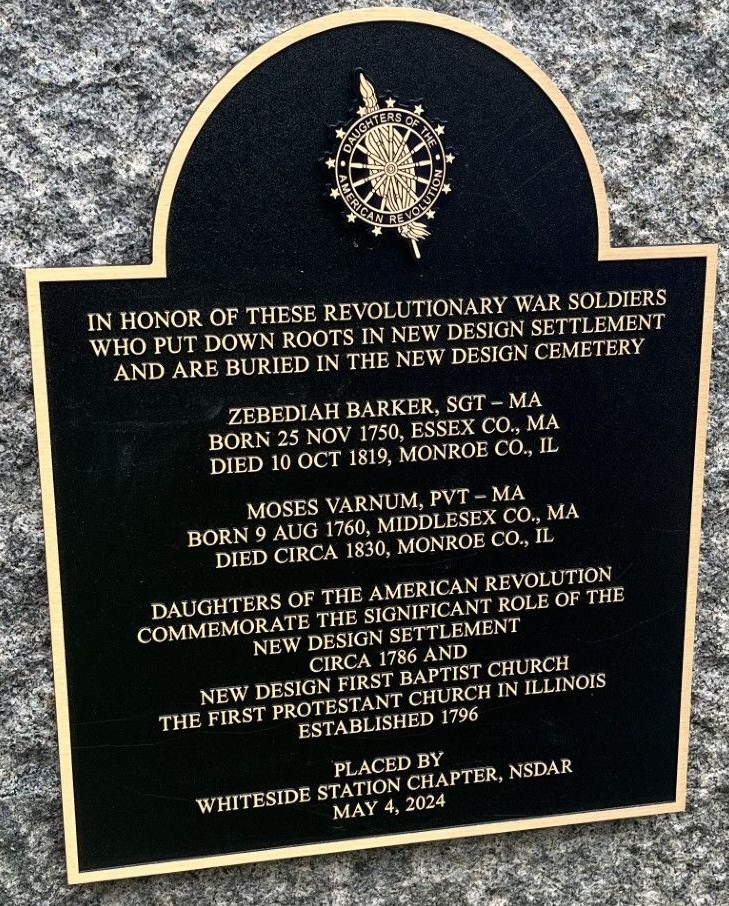 DAUGHTERS OF THE
AMERICAN REVOLUTION
IN HONOR OF THESE REVOLUTIONARY WAR SOLDIERS
WHO PUT DOWN ROOTS IN NEW DESIGN SETTLEMENT
AND ARE BURIED IN THE NEW DESIGN CEMETERY
ZEBEDIAH BARKER, SGT – MA
BORN 25 NOV 1750, ESSEX CO., MA
DIED 10 OCT 1819, MONROE CO., IL
MOSES VARNUM, PVT – MA
BORN 9 AUG 1760, MIDDLESEX CO., MA
DIED CIRCA 1830, MONROE CO., IL
DAUGHTERS OF THE AMERICAN REVOLUTION
COMMEMORATE THE SIGNIFICANT ROLE OF THE
NEW DESIGN SETTLEMENT
CIRCA 1786 AND
NEW DESIGN FIRST BAPTIST CHURCH
THE FIRST PROTESTANT CHURCH IN ILLINOIS
ESTABLISHED 1796
PLACED BY
WHITESIDE STATION CHAPTER, NSDAR
MAY 4, 2024